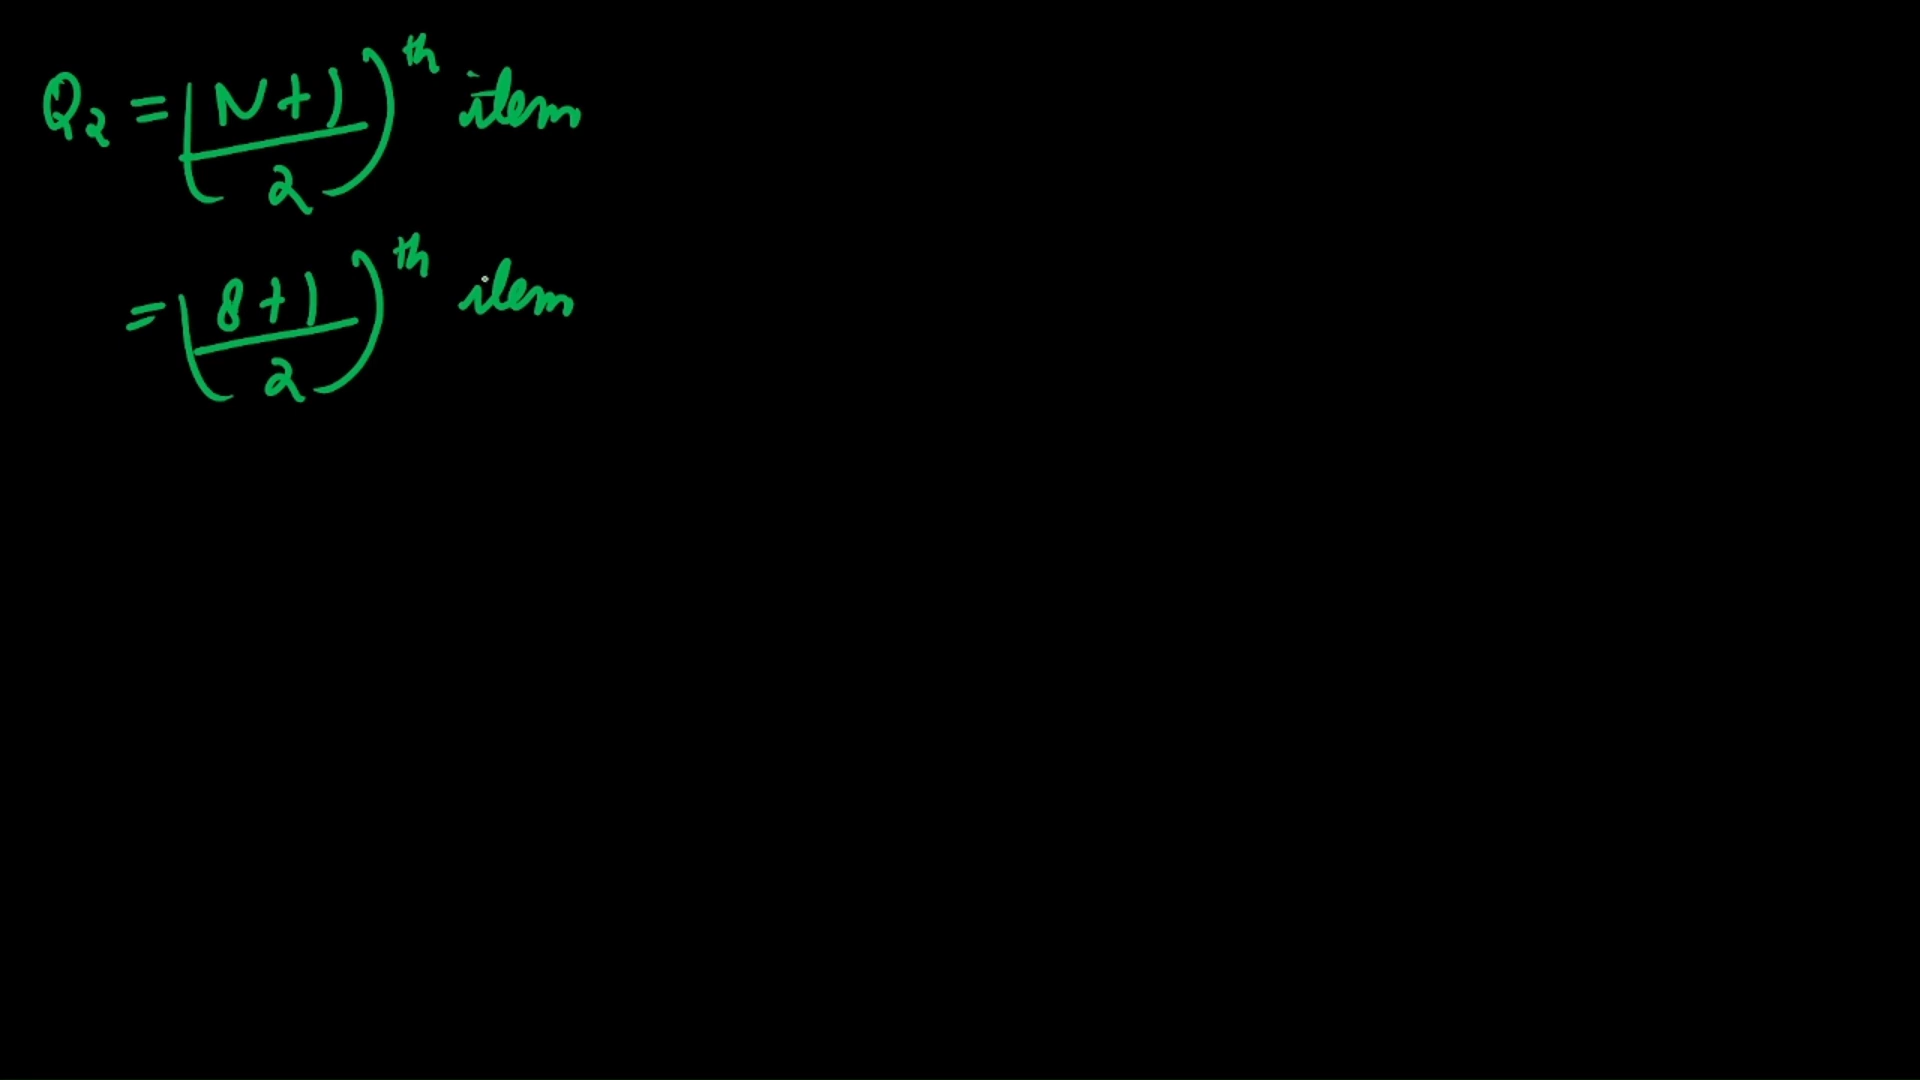 Q₂ = ((N+1)/2)ᵗʰ item
= ((8+1)/2)ᵗʰ item